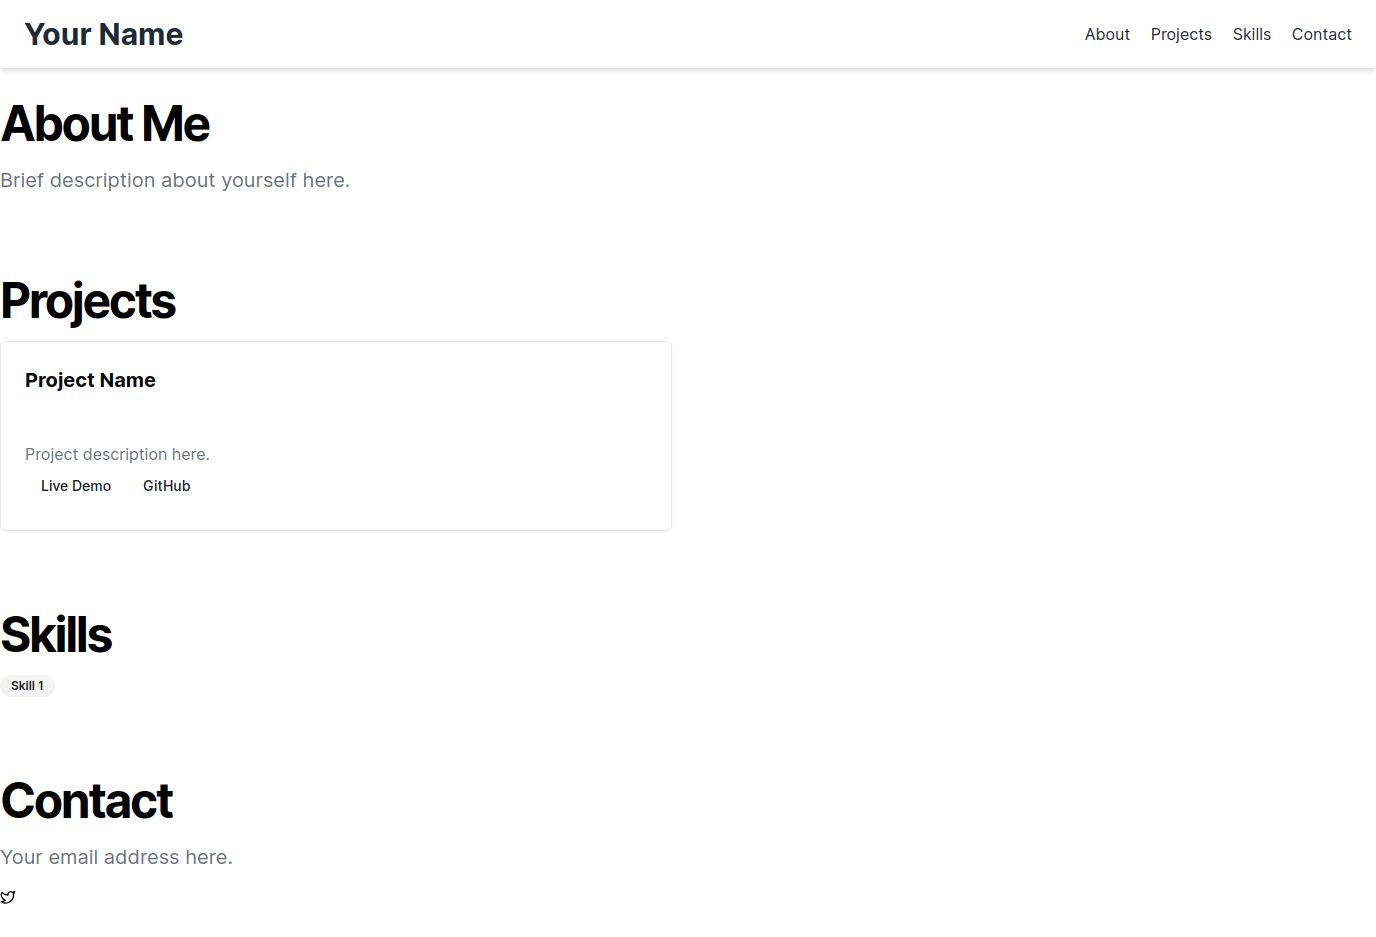 Your Name
About Projects Skills Contact
About Me
Brief description about yourself here.
Projects
Project Name
Project description here.
Live Demo GitHub
Skills
Skill 1
Contact
Your email address here.